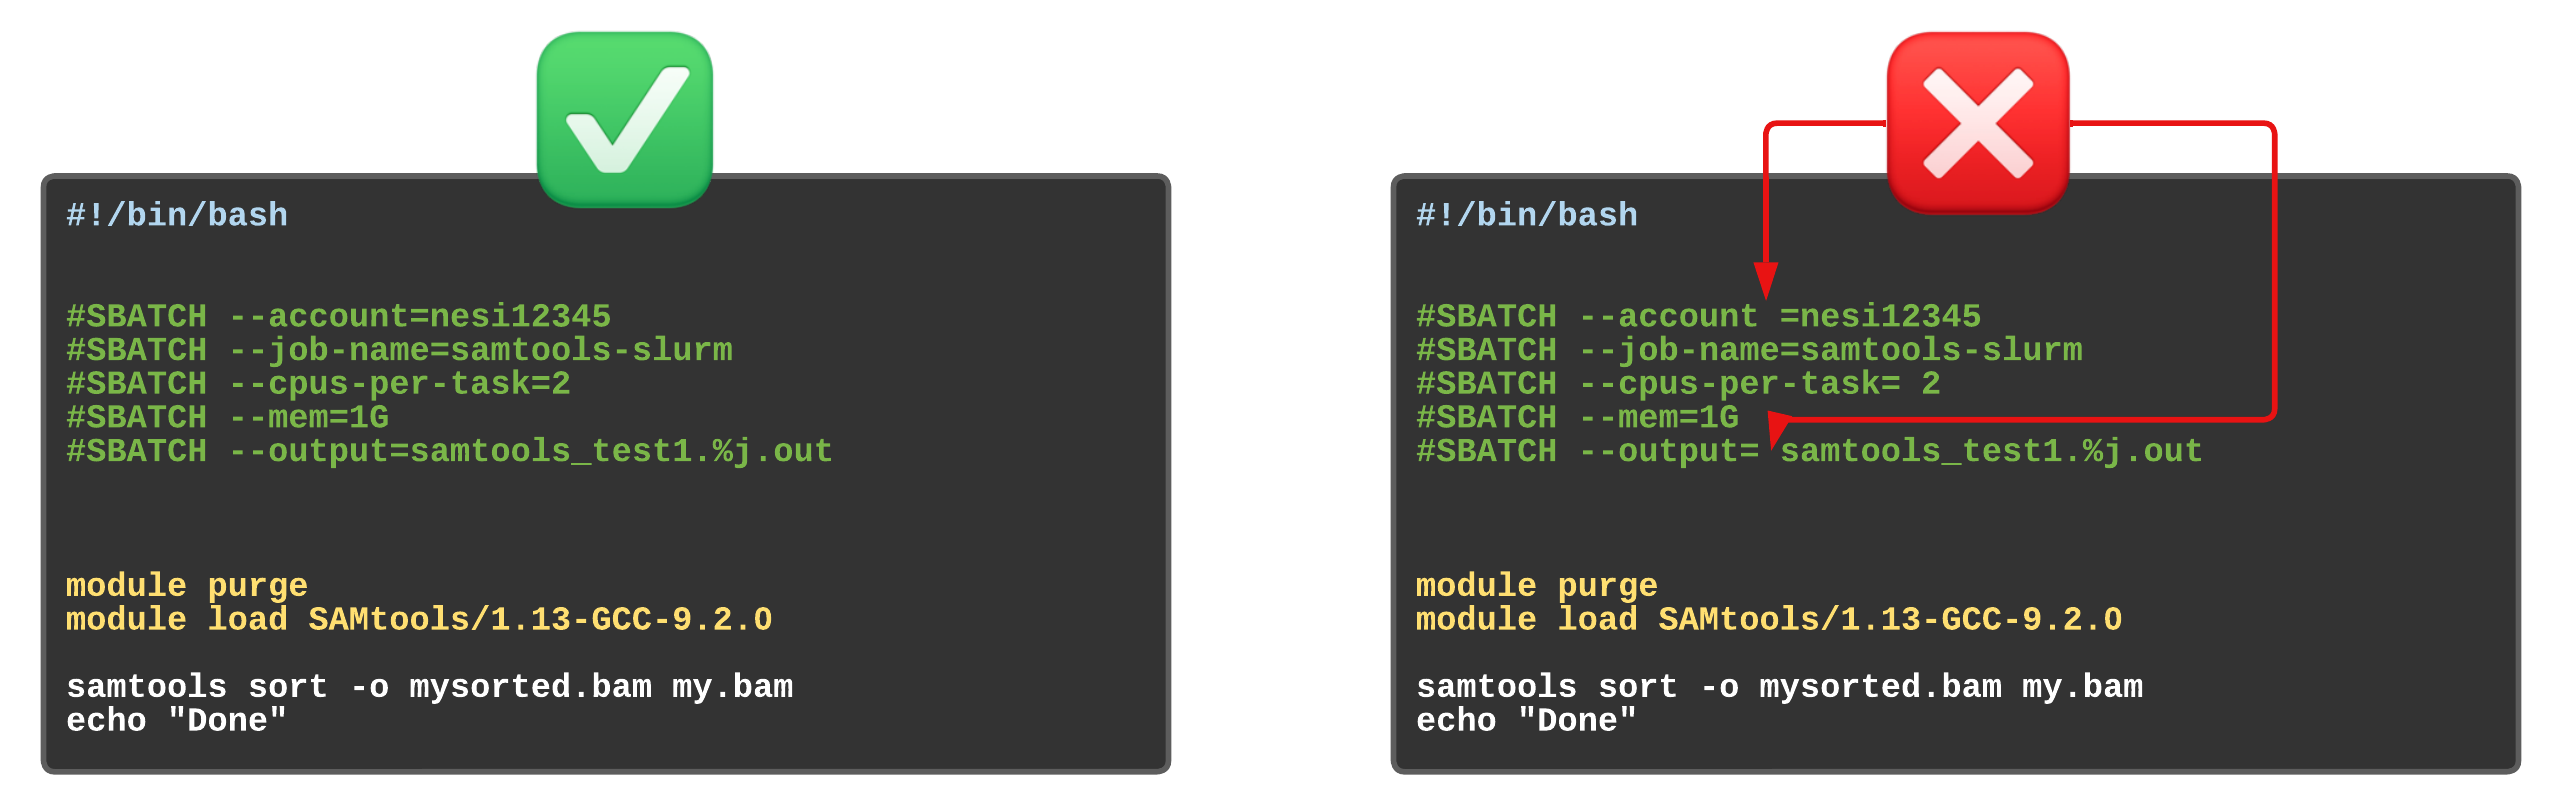 #!/bin/bash
#SBATCH --account=nesi12345
#SBATCH --job-name=samtools-slurm
#SBATCH --cpus-per-task=2
#SBATCH --mem=1G
#SBATCH --output=samtools_test1.%j.out
module purge
module load SAMtools/1.13-GCC-9.2.0
samtools sort -o mysorted.bam my.bam
echo "Done"
#!/bin/bash
#SBATCH --account =nesi12345
#SBATCH --job-name=samtools-slurm
#SBATCH --cpus-per-task= 2
#SBATCH --mem=1G
#SBATCH --output= samtools_test1.%j.out
module purge
module load SAMtools/1.13-GCC-9.2.0
samtools sort -o mysorted.bam my.bam
echo "Done"